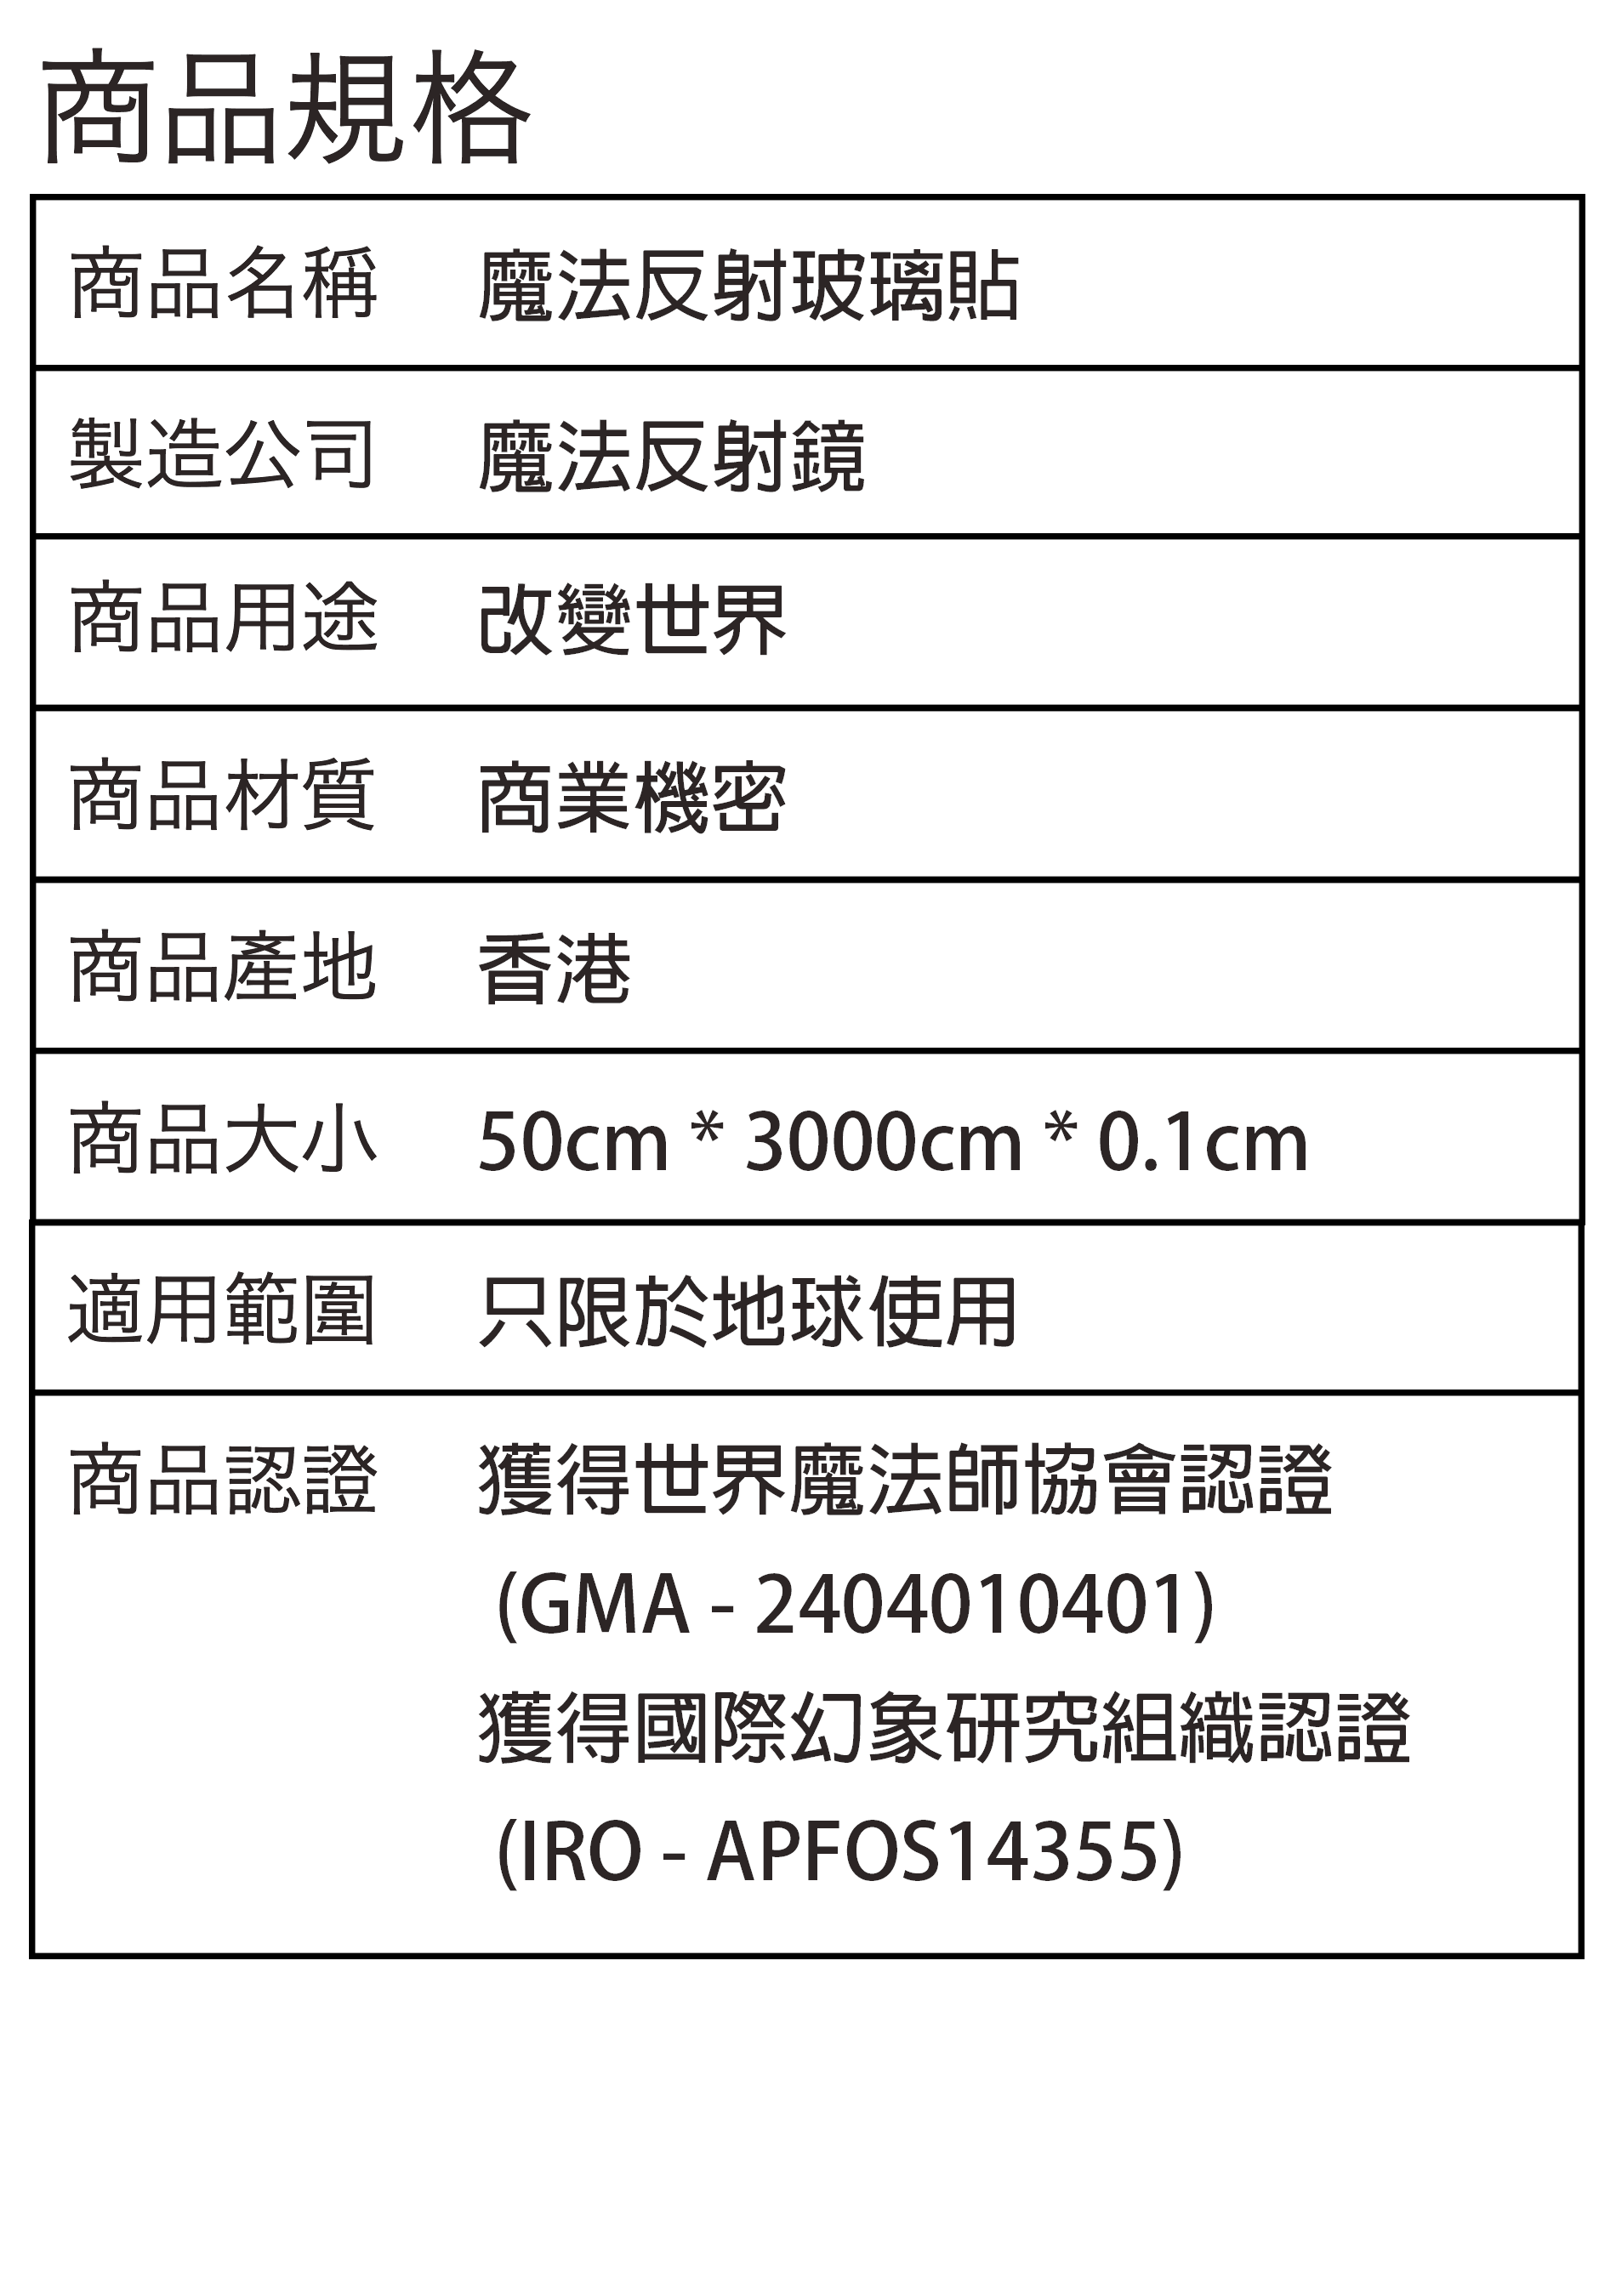 商品規格
商品名稱 魔法反射玻璃貼
製造公司 魔法反射鏡
商品用途 改變世界
商品材質 商業機密
商品產地 香港
商品大小 50cm * 3000cm * 0.1cm
適用範圍 只限於地球使用
商品認證 獲得世界魔法師協會認證
(GMA - 2404010401)
獲得國際幻象研究組織認證
(IRO - APFOS14355)